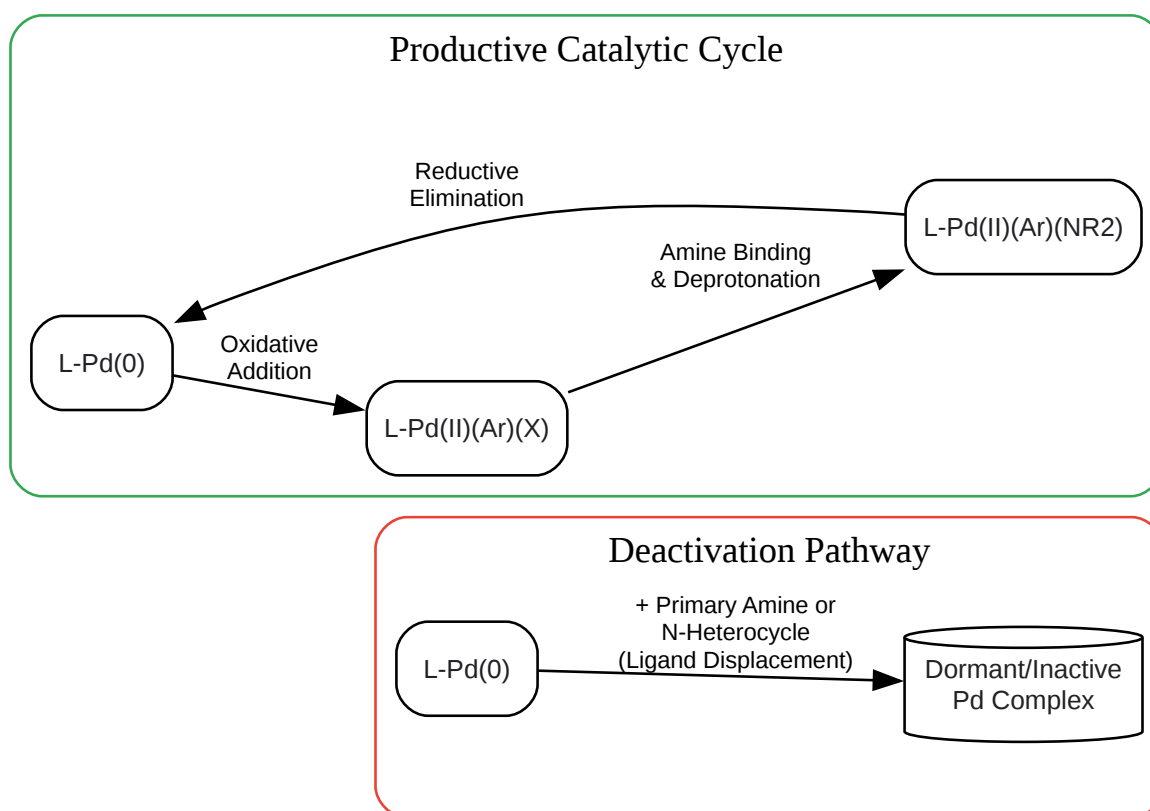 Productive Catalytic Cycle
Reductive
Elimination
L-Pd(II)(Ar)(NR2)
Amine Binding
& Deprotonation
Oxidative
Addition
L-Pd(0)
L-Pd(II)(Ar)(X)
Deactivation Pathway
+ Primary Amine or
N-Heterocycle
(Ligand Displacement)
L-Pd(0)
Dormant/Inactive
Pd Complex